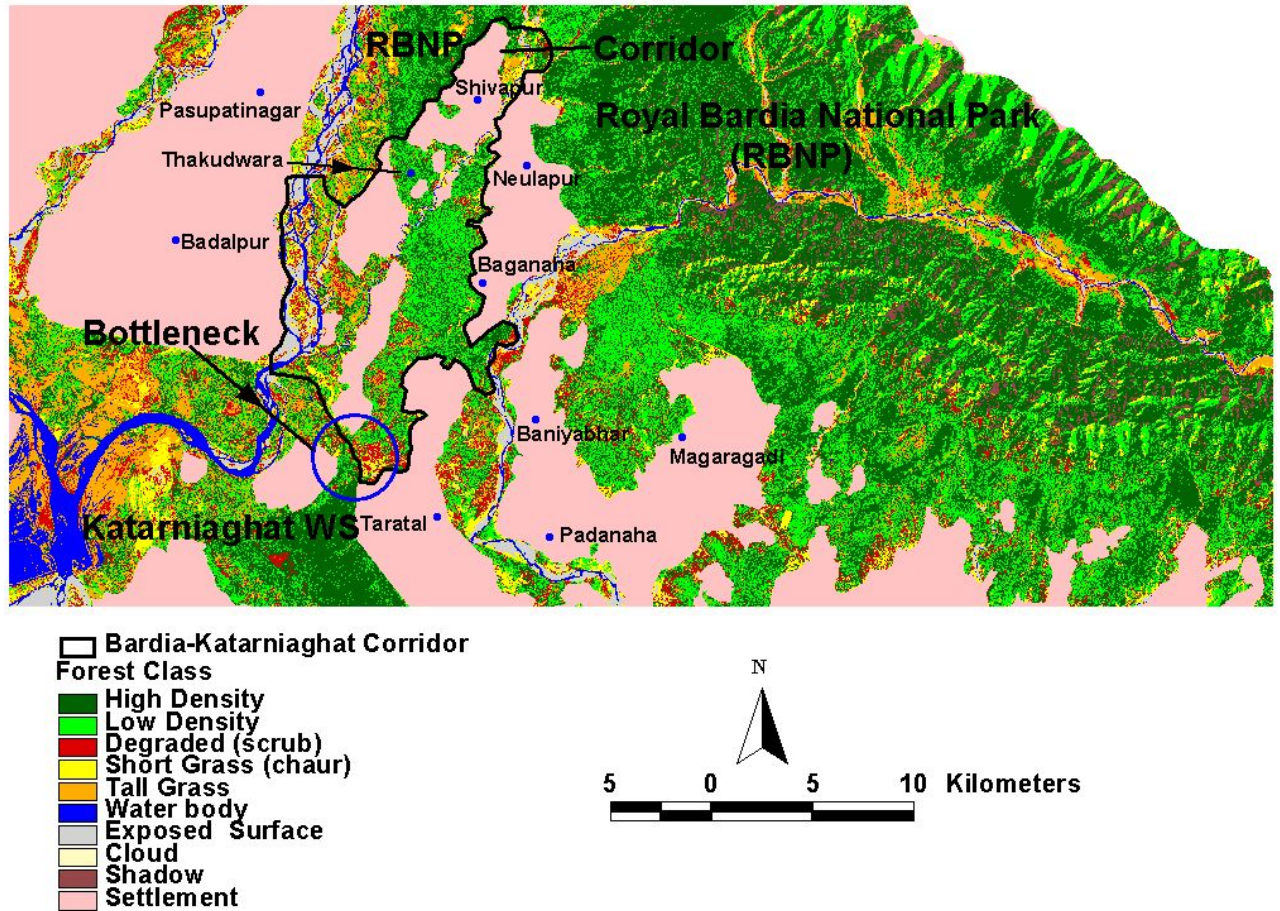 RBNP
Corridor
Shivapur
Pasupatinagar
Royal Bardia National Park
(RBNP)
Thakudwara
Neulapur
Badalpur
Baganaha
Bottleneck
Baniyabhar
Magaragadi
Katarniaghat WS
Taratal
Padanaha
Bardia-Katarniaghat Corridor
Forest Class
High Density
Low Density
Degraded (scrub)
Short Grass (chaur)
Tall Grass
Water body
Exposed Surface
Cloud
Shadow
Settlement
N
5 0 5 10 Kilometers